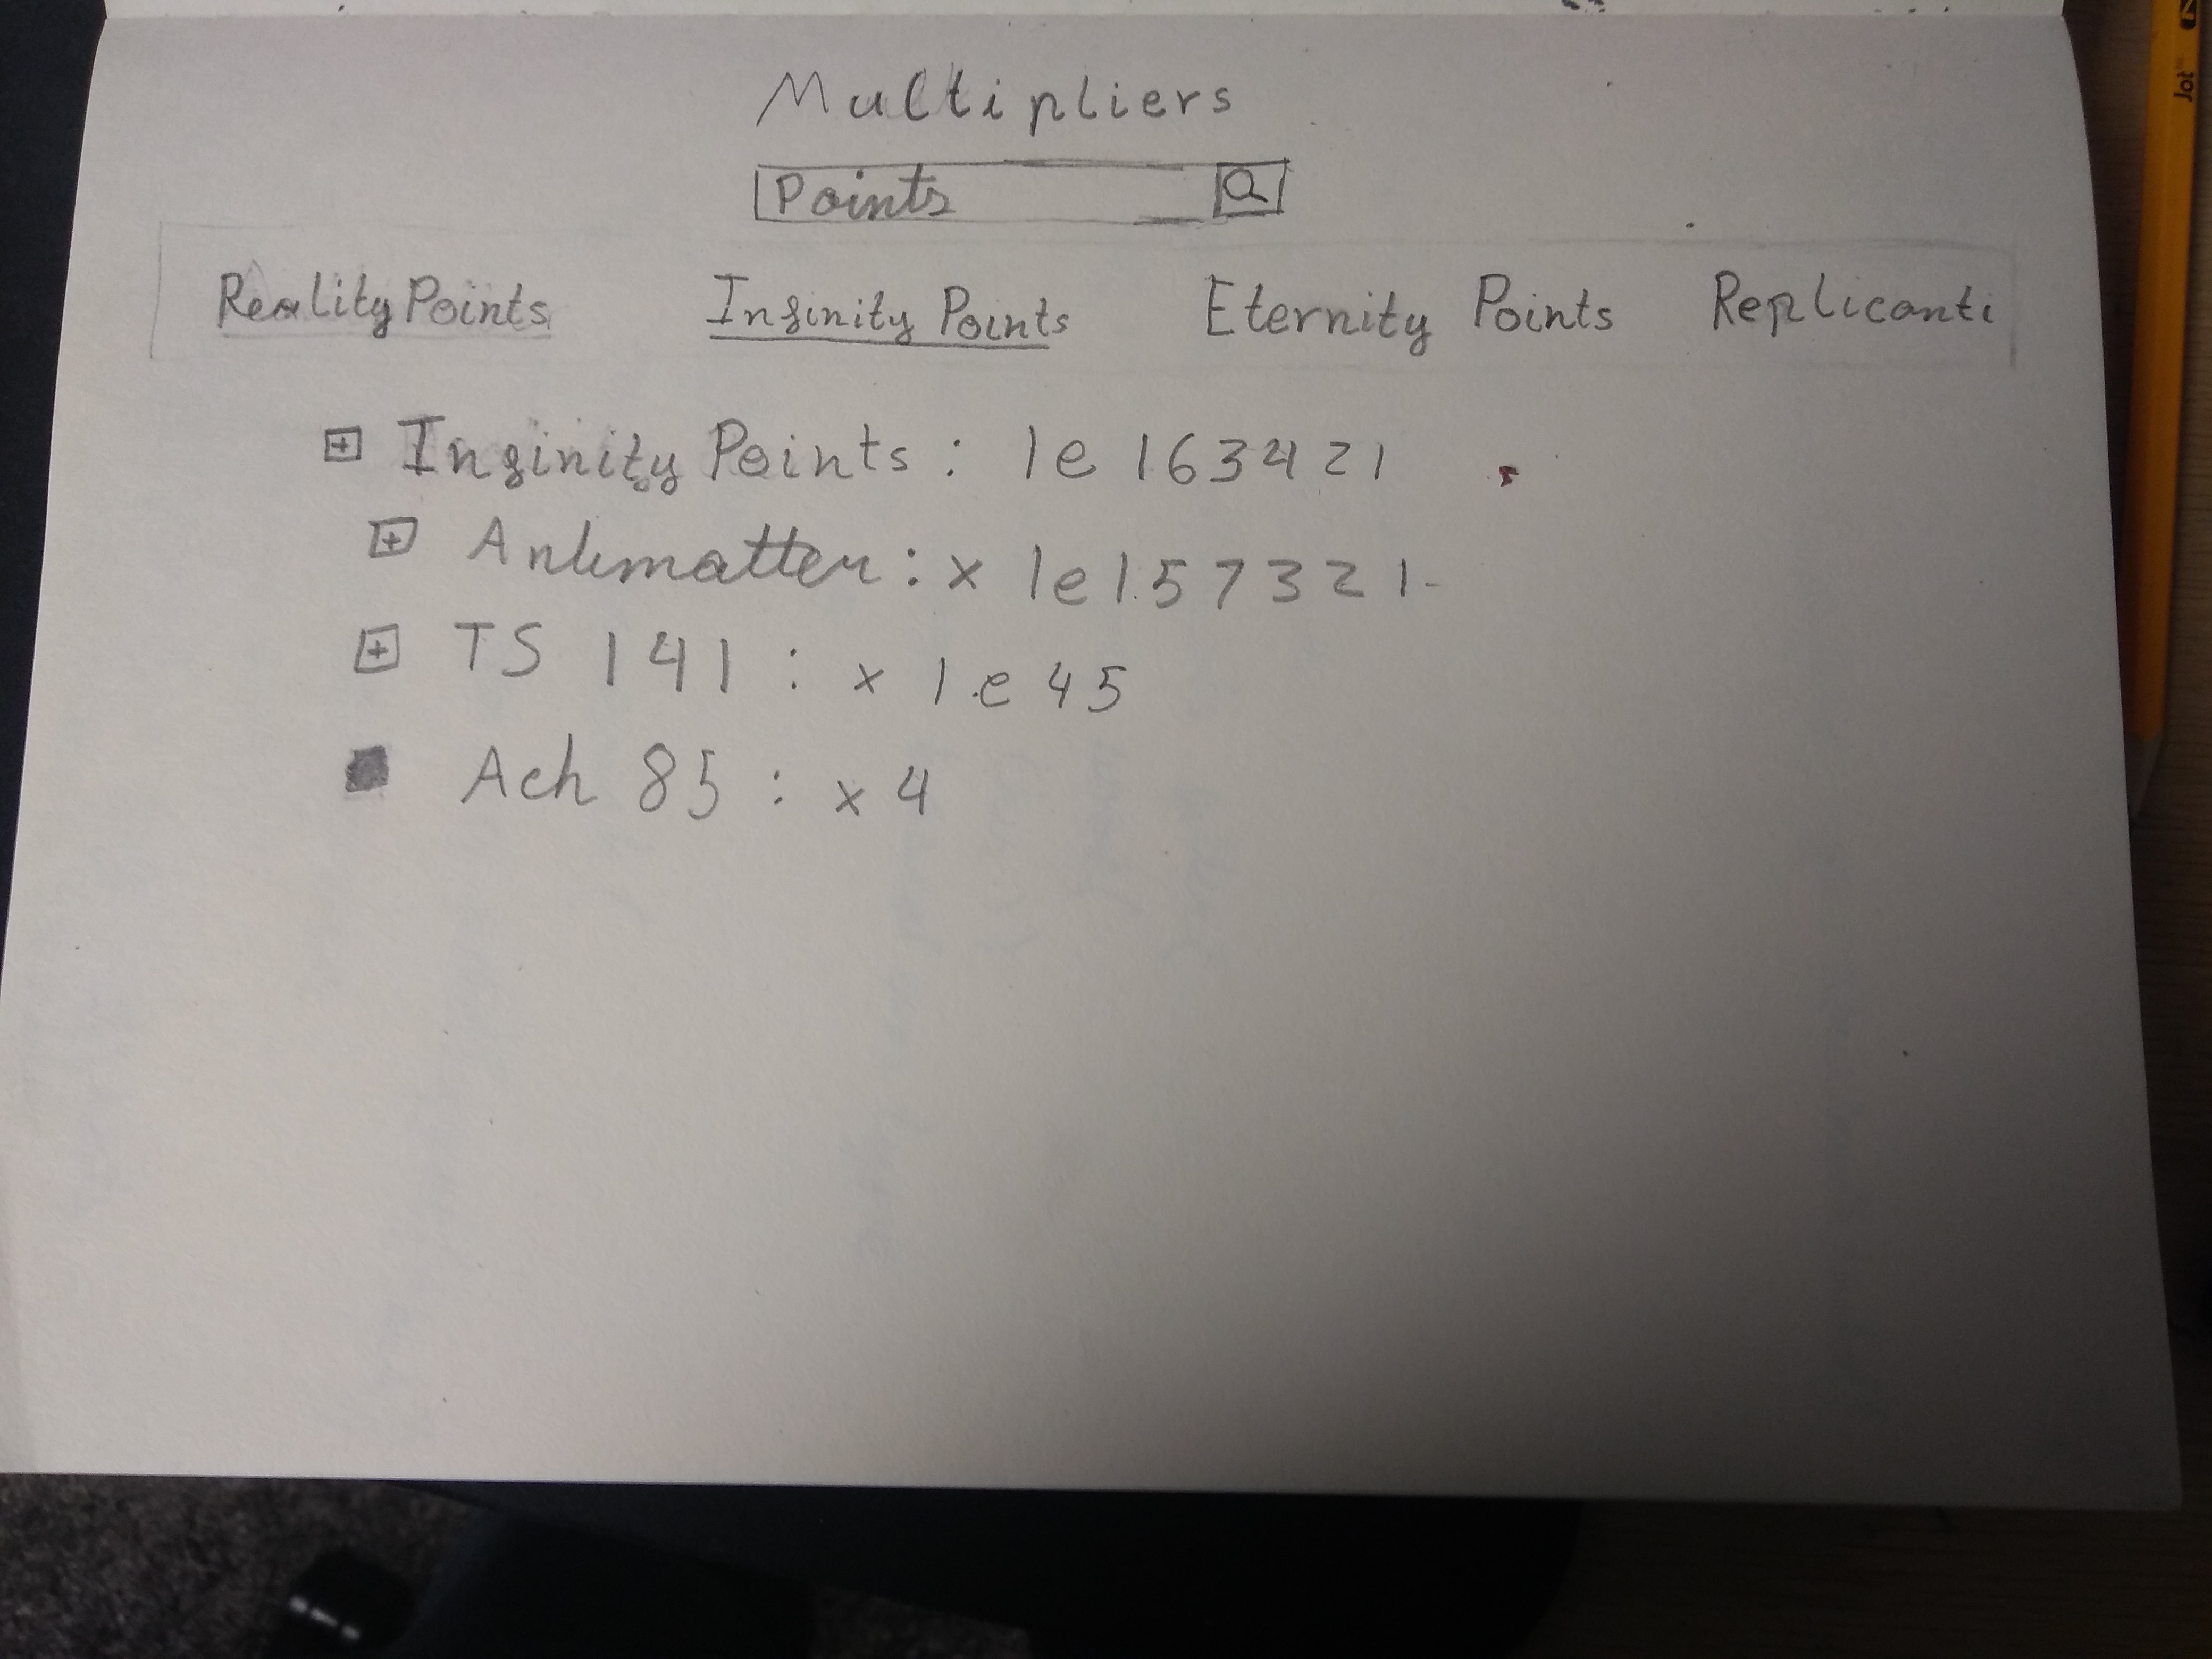 Multipliers
Points
Reality Points Infinity Points Eternity Points Replicanti
Infinity Points : 1e163421
Antimatter : x 1e157321
TS 141 : x 1e45
Ach 85 : x 4
Jot